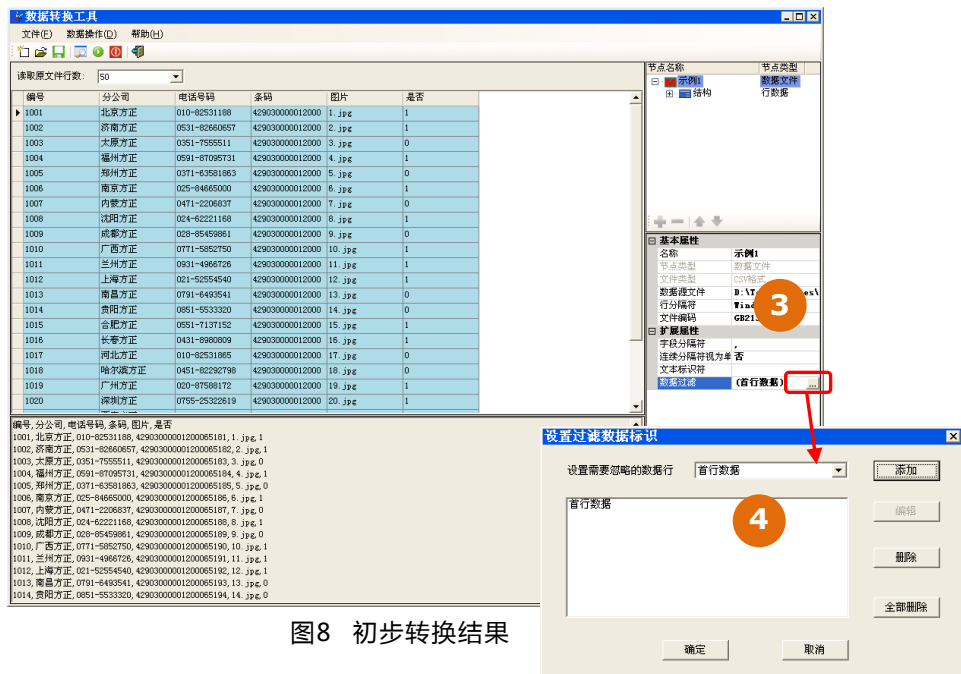 数据转换工具
文件(F) 数据操作(D) 帮助(H)
读取原文件行数: 50
编号 分公司 电话号码 条码 图片 是否
1001 北京方正 010-82531188 429030000012000 1.jpg 1
1002 济南方正 0531-82660657 429030000012000 2.jpg 1
1003 太原方正 0351-7555511 429030000012000 3.jpg 0
1004 福州方正 0591-87095731 429030000012000 4.jpg 1
1005 郑州方正 0371-63581863 429030000012000 5.jpg 0
1006 南京方正 025-84665000 429030000012000 6.jpg 1
1007 内蒙方正 0471-2206837 429030000012000 7.jpg 0
1008 沈阳方正 024-62221168 429030000012000 8.jpg 1
1009 成都方正 028-85459861 429030000012000 9.jpg 0
1010 广西方正 0771-5852750 429030000012000 10.jpg 1
1011 兰州方正 0931-4966726 429030000012000 11.jpg 1
1012 上海方正 021-52554540 429030000012000 12.jpg 1
1013 南昌方正 0791-6493541 429030000012000 13.jpg 0
1014 贵阳方正 0851-5533320 429030000012000 14.jpg 0
1015 合肥方正 0551-7137152 429030000012000 15.jpg 1
1016 长春方正 0431-8980809 429030000012000 16.jpg 1
1017 河北方正 010-82531865 429030000012000 17.jpg 0
1018 哈尔滨方正 0451-82292798 429030000012000 18.jpg 0
1019 广州方正 020-87588172 429030000012000 19.jpg 1
1020 深圳方正 0755-25322619 429030000012000 20.jpg 1
节点名称 节点类型
示例1 数据文件
结构 行数据
基本属性
名称 示例1
节点类型 数据文件
文件类型 CSV格式
数据源文件 D:\T es\
行分隔符 Wind
文件编码 GB21
3
扩展属性
字段分隔符 ,
连续分隔符视为单 否
文本标识符
数据过滤 (首行数据) ...
编号,分公司,电话号码,条码,图片,是否
1001,北京方正,010-82531188,42903000001200065181,1.jpg,1
1002,济南方正,0531-82660657,42903000001200065182,2.jpg,1
1003,太原方正,0351-7555511,42903000001200065183,3.jpg,0
1004,福州方正,0591-87095731,42903000001200065184,4.jpg,1
1005,郑州方正,0371-63581863,42903000001200065185,5.jpg,0
1006,南京方正,025-84665000,42903000001200065186,6.jpg,1
1007,内蒙方正,0471-2206837,42903000001200065187,7.jpg,0
1008,沈阳方正,024-62221168,42903000001200065188,8.jpg,1
1009,成都方正,028-85459861,42903000001200065189,9.jpg,0
1010,广西方正,0771-5852750,42903000001200065190,10.jpg,1
1011,兰州方正,0931-4966726,42903000001200065191,11.jpg,1
1012,上海方正,021-52554540,42903000001200065192,12.jpg,1
1013,南昌方正,0791-6493541,42903000001200065193,13.jpg,0
1014,贵阳方正,0851-5533320,42903000001200065194,14.jpg,0
设置过滤数据标识
设置需要忽略的数据行 首行数据 添加
首行数据
4
编辑
删除
全部删除
确定 取消
图8 初步转换结果